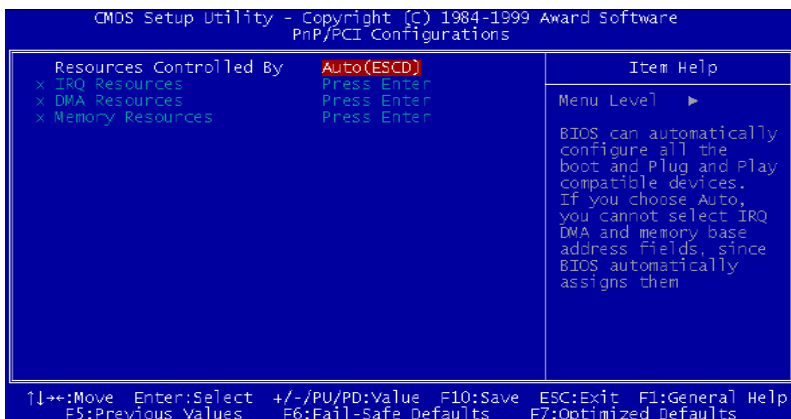 CMOS Setup Utility - Copyright (C) 1984-1999 Award Software
PnP/PCI Configurations
Resources Controlled By Auto(ESCD)
x IRQ Resources Press Enter
x DMA Resources Press Enter
x Memory Resources Press Enter
Item Help
Menu Level ►
BIOS can automatically
configure all the
boot and Plug and Play
compatible devices.
If you choose Auto,
you cannot select IRQ
DMA and memory base
address fields, since
BIOS automatically
assigns them
↑↓→←:Move Enter:Select +/-/PU/PD:Value F10:Save ESC:Exit F1:General Help
F5:Previous Values F6:Fail-Safe Defaults F7:Optimized Defaults